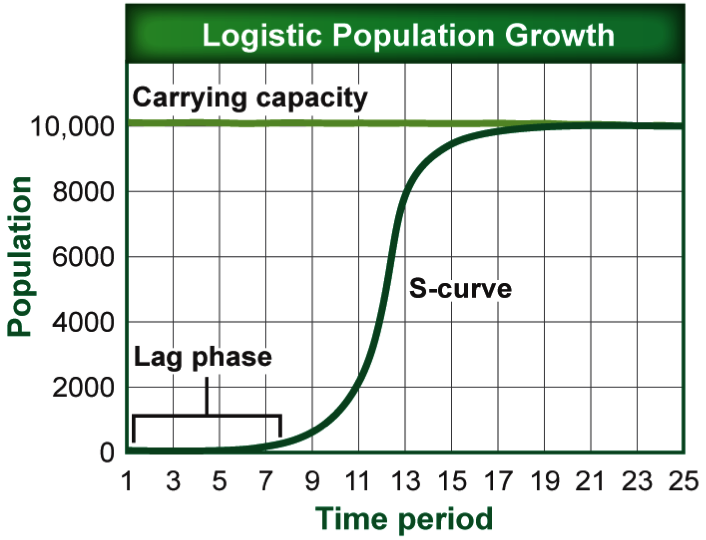 Logistic Population Growth
Carrying capacity
10,000
8000
6000
4000
2000
0
Population
S-curve
Lag phase
1 3 5 7 9 11 13 15 17 19 21 23 25
Time period